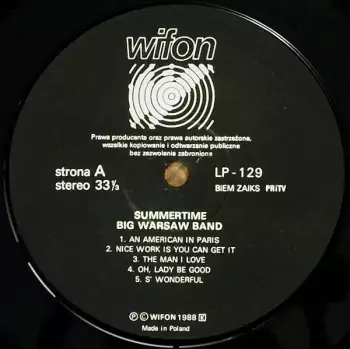 wifon
Prawa producenta oraz prawa autorskie zastrzeżone,
wszelkie kopiowanie i odtwarzanie publiczne
bez zezwolenia zabronione
strona A
LP - 129
stereo 33⅓
BIEM ZAIKS PRiTV
SUMMERTIME
BIG WARSAW BAND
1. AN AMERICAN IN PARIS
2. NICE WORK IS YOU CAN GET IT
3. THE MAN I LOVE
4. OH, LADY BE GOOD
5. S' WONDERFUL
Ⓟ © WIFON 1988
Made in Poland